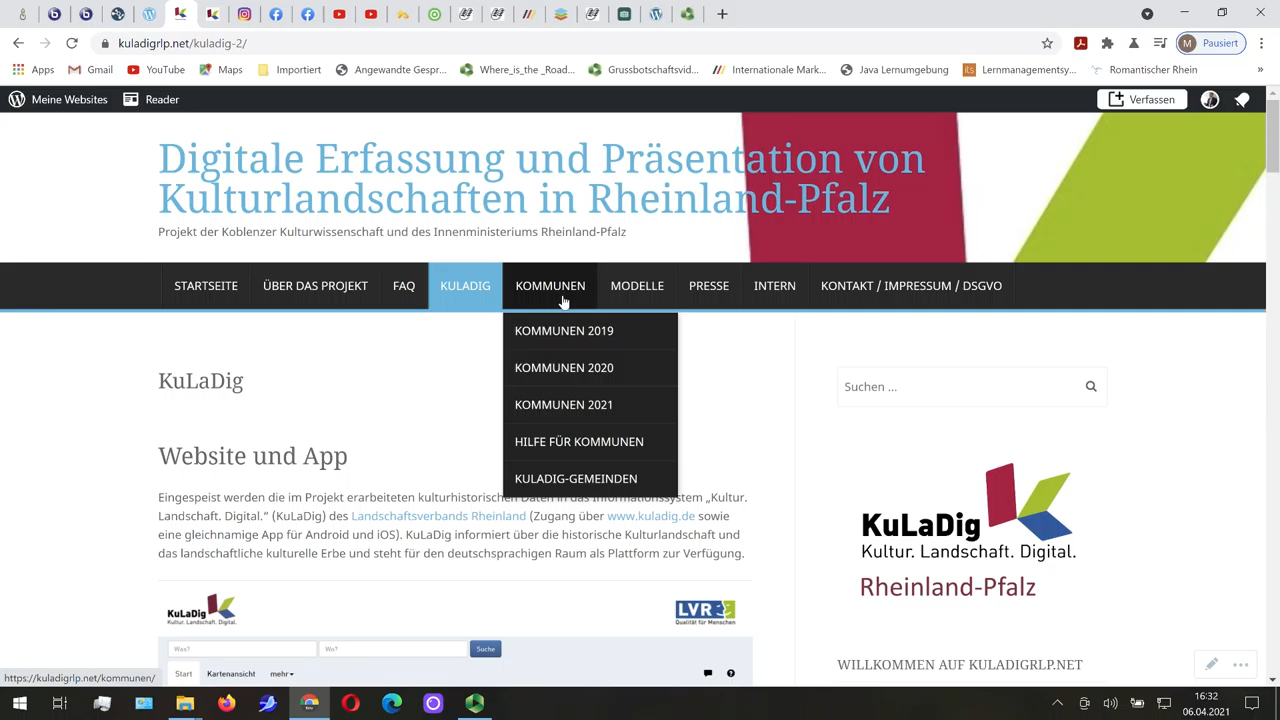 kuladigrlp.net/kuladig-2/
Pausiert
Apps
Gmail
YouTube
Maps
Importiert
Angewandte Gespr...
Where_is_the _Road...
Grussbotschaftsvid...
Internationale Mark...
Java Lernumgebung
Lernmanagementsy...
Romantischer Rhein
Meine Websites
Reader
Verfassen
Digitale Erfassung und Präsentation von
Kulturlandschaften in Rheinland-Pfalz
Projekt der Koblenzer Kulturwissenschaft und des Innenministeriums Rheinland-Pfalz
STARTSEITE
ÜBER DAS PROJEKT
FAQ
KULADIG
KOMMUNEN
MODELLE
PRESSE
INTERN
KONTAKT / IMPRESSUM / DSGVO
KOMMUNEN 2019
KOMMUNEN 2020
KOMMUNEN 2021
HILFE FÜR KOMMUNEN
KULADIG-GEMEINDEN
KuLaDig
Website und App
Eingespeist werden die im Projekt erarbeiteten kulturhistorischen Daten in das Informationssystem „Kultur.
Landschaft. Digital.“ (KuLaDig) des Landschaftsverbands Rheinland (Zugang über www.kuladig.de sowie
eine gleichnamige App für Android und iOS). KuLaDig informiert über die historische Kulturlandschaft und
das landschaftliche kulturelle Erbe und steht für den deutschsprachigen Raum als Plattform zur Verfügung.
KuLaDig
Kultur. Landschaft. Digital.
LVR
Qualität für Menschen
Was?
Wo?
Suche
Start
Kartenansicht
mehr
Suchen ...
KuLaDig
Kultur. Landschaft. Digital.
Rheinland-Pfalz
WILLKOMMEN AUF KULADIGRLP.NET
https://kuladigrlp.net/kommunen/
16:32
06.04.2021